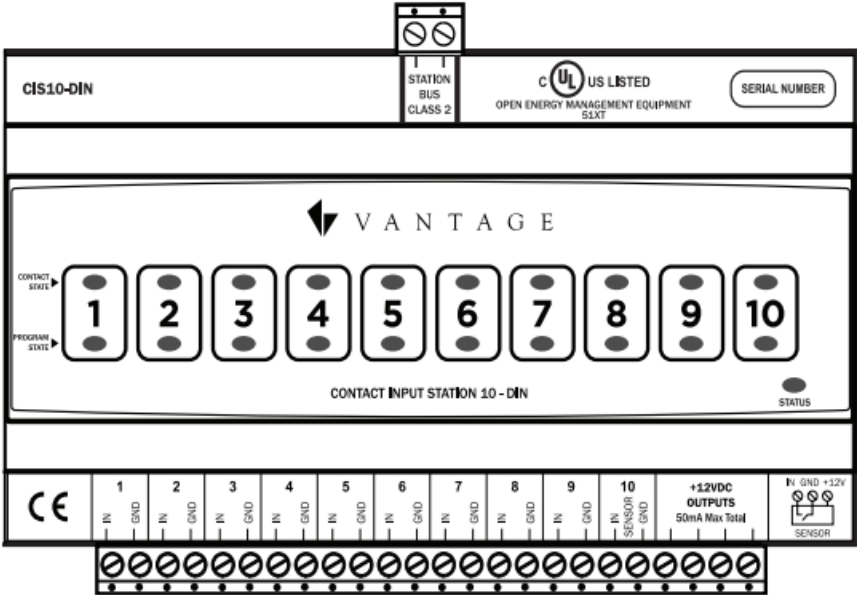 CIS10-DIN
STATION
BUS
CLASS 2
C UL US LISTED
OPEN ENERGY MANAGEMENT EQUIPMENT
51XT
SERIAL NUMBER
VANTAGE
CONTACT
STATE
1 2 3 4 5 6 7 8 9 10
PROGRAM
STATE
CONTACT INPUT STATION 10 - DIN
STATUS
CE
1 2 3 4 5 6 7 8 9 10
IN GND IN GND IN GND IN GND IN GND IN GND IN GND IN GND IN GND IN SENSOR GND
+12VDC
OUTPUTS
50mA Max Total
IN GND +12V
SENSOR